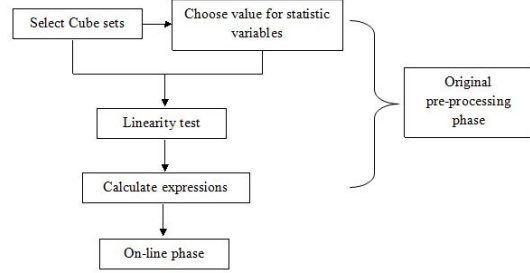 Select Cube sets
Choose value for statistic
variables
Original
pre-processing
phase
Linearity test
Calculate expressions
On-line phase